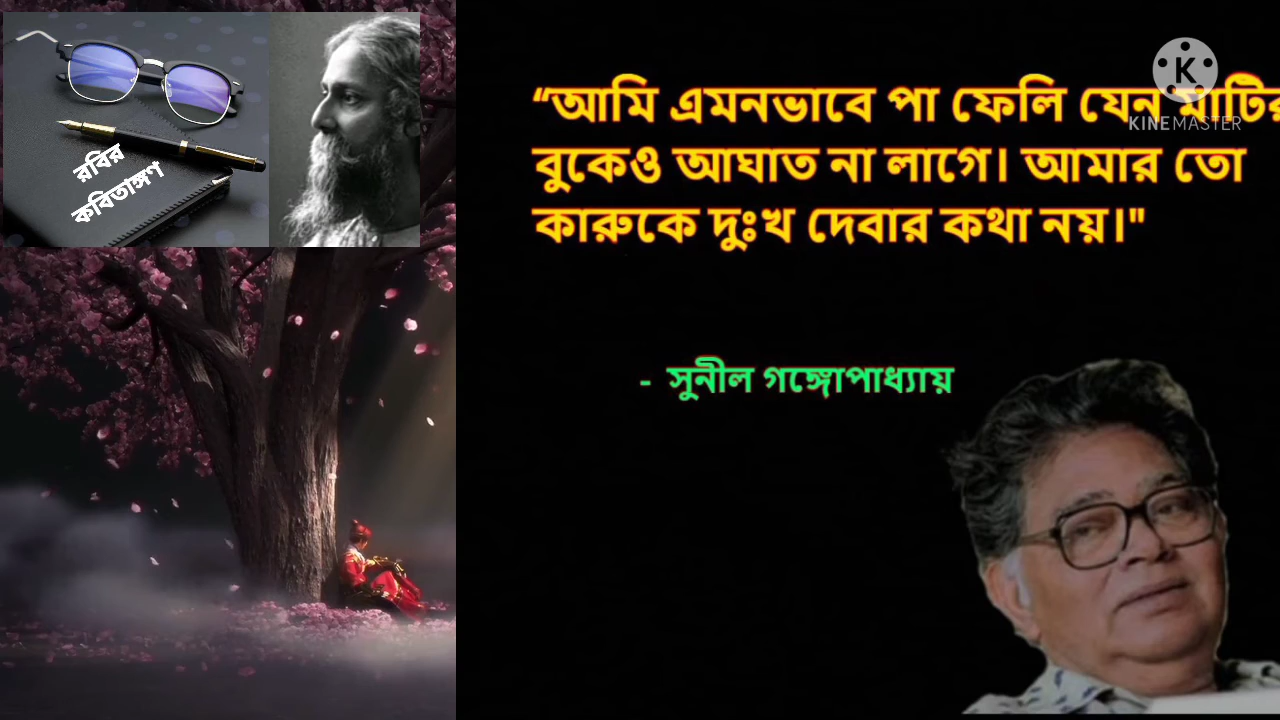 রবির
কবিতাঙ্গণ
“আমি এমনভাবে পা ফেলি যেন মাটির
বুকেও আঘাত না লাগে। আমার তো
কারুকে দুঃখ দেবার কথা নয়।"
- সুনীল গঙ্গোপাধ্যায়
K
KINEMASTER